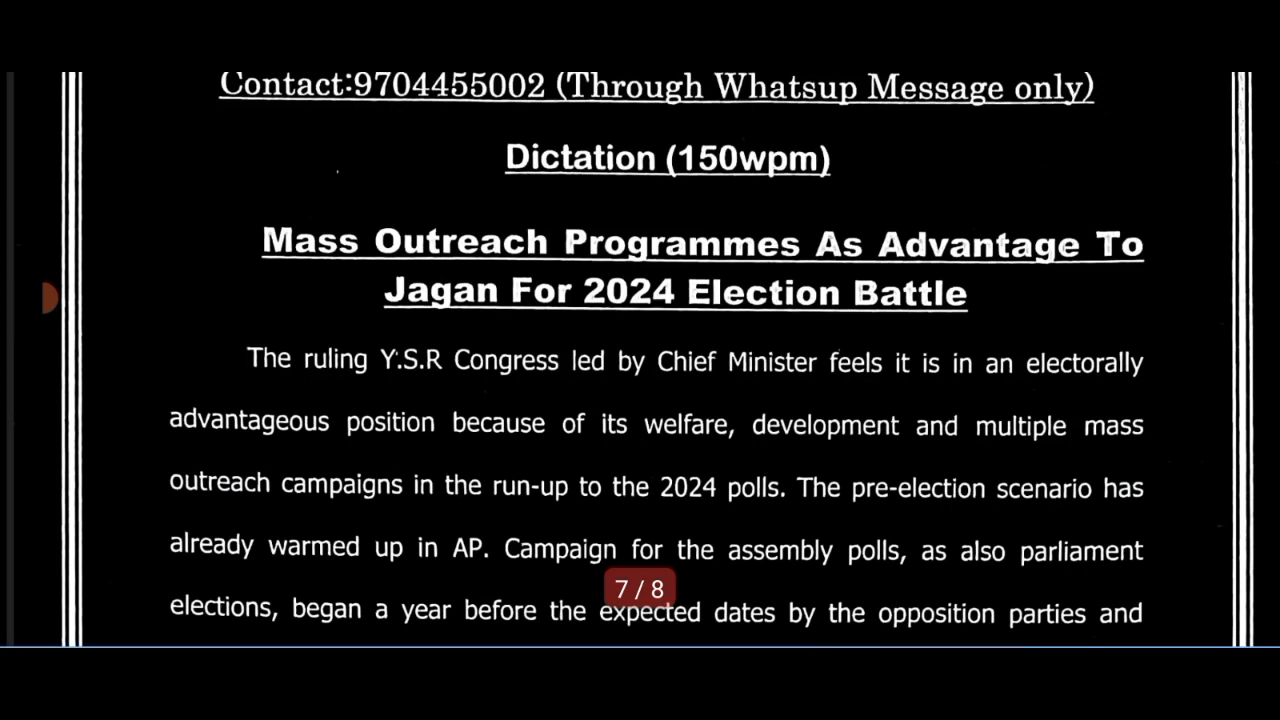 Contact:9704455002 (Through Whatsup Message only)
Dictation (150wpm)
Mass Outreach Programmes As Advantage To
Jagan For 2024 Election Battle
The ruling Y.S.R Congress led by Chief Minister feels it is in an electorally
advantageous position because of its welfare, development and multiple mass
outreach campaigns in the run-up to the 2024 polls. The pre-election scenario has
already warmed up in AP. Campaign for the assembly polls, as also parliament
7 / 8
elections, began a year before the expected dates by the opposition parties and